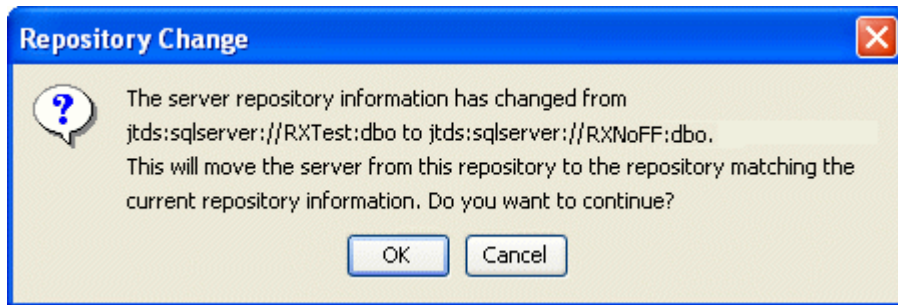 Repository Change
The server repository information has changed from
jtds:sqlserver://RXTest:dbo to jtds:sqlserver://RXNoFF:dbo.
This will move the server from this repository to the repository matching the
current repository information. Do you want to continue?
OK Cancel